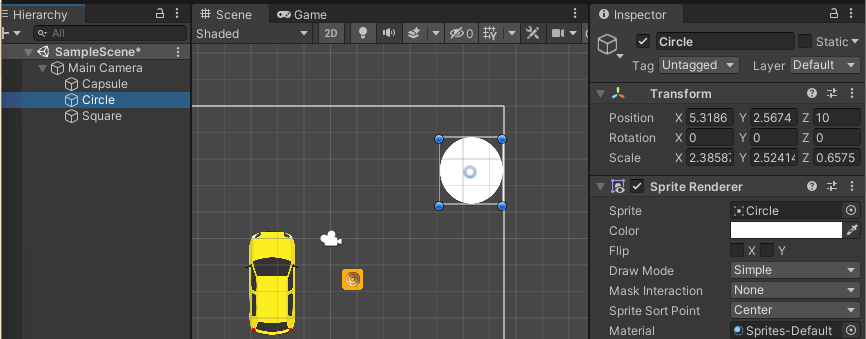 Hierarchy
All
SampleScene*
Main Camera
Capsule
Circle
Square
Scene Game
Shaded 2D 0
Inspector
Circle Static
Tag Untagged Layer Default
Transform
Position X 5.3186 Y 2.5674 Z 10
Rotation X 0 Y 0 Z 0
Scale X 2.3858 Y 2.52414 Z 0.6575
Sprite Renderer
Sprite Circle
Color
Flip X Y
Draw Mode Simple
Mask Interaction None
Sprite Sort Point Center
Material Sprites-Default